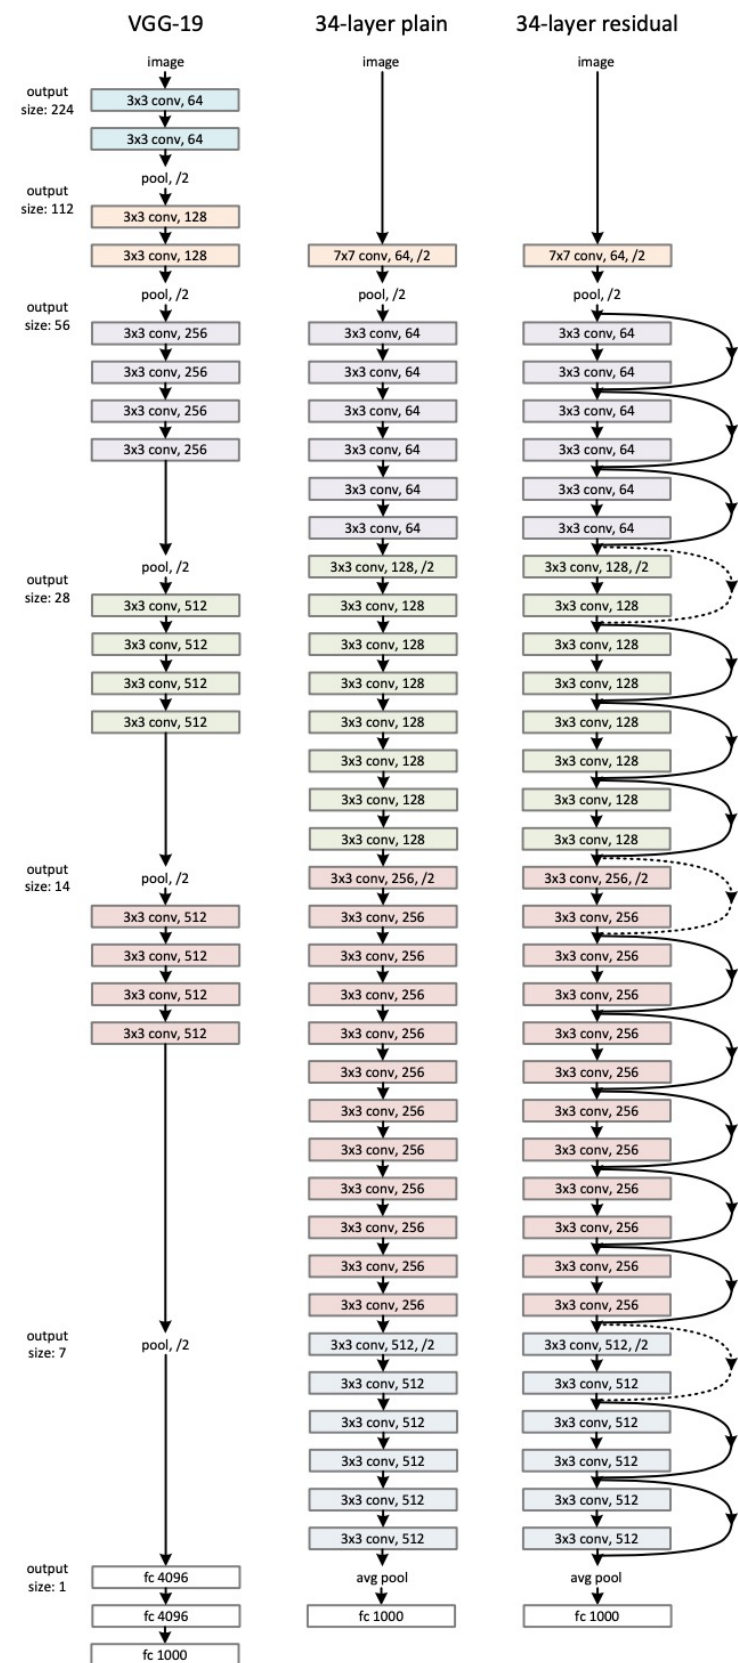 VGG-19
image
output
size: 224
3x3 conv, 64
3x3 conv, 64
pool, /2
output
size: 112
3x3 conv, 128
3x3 conv, 128
pool, /2
output
size: 56
3x3 conv, 256
3x3 conv, 256
3x3 conv, 256
3x3 conv, 256
pool, /2
output
size: 28
3x3 conv, 512
3x3 conv, 512
3x3 conv, 512
3x3 conv, 512
output
size: 14
pool, /2
3x3 conv, 512
3x3 conv, 512
3x3 conv, 512
3x3 conv, 512
output
size: 7
pool, /2
output
size: 1
fc 4096
fc 4096
fc 1000
34-layer plain
image
7x7 conv, 64, /2
pool, /2
3x3 conv, 64
3x3 conv, 64
3x3 conv, 64
3x3 conv, 64
3x3 conv, 64
3x3 conv, 64
3x3 conv, 128, /2
3x3 conv, 128
3x3 conv, 128
3x3 conv, 128
3x3 conv, 128
3x3 conv, 128
3x3 conv, 128
3x3 conv, 128
3x3 conv, 256, /2
3x3 conv, 256
3x3 conv, 256
3x3 conv, 256
3x3 conv, 256
3x3 conv, 256
3x3 conv, 256
3x3 conv, 256
3x3 conv, 256
3x3 conv, 256
3x3 conv, 256
3x3 conv, 256
3x3 conv, 512, /2
3x3 conv, 512
3x3 conv, 512
3x3 conv, 512
3x3 conv, 512
3x3 conv, 512
avg pool
fc 1000
34-layer residual
image
7x7 conv, 64, /2
pool, /2
3x3 conv, 64
3x3 conv, 64
3x3 conv, 64
3x3 conv, 64
3x3 conv, 64
3x3 conv, 64
3x3 conv, 128, /2
3x3 conv, 128
3x3 conv, 128
3x3 conv, 128
3x3 conv, 128
3x3 conv, 128
3x3 conv, 128
3x3 conv, 128
3x3 conv, 256, /2
3x3 conv, 256
3x3 conv, 256
3x3 conv, 256
3x3 conv, 256
3x3 conv, 256
3x3 conv, 256
3x3 conv, 256
3x3 conv, 256
3x3 conv, 256
3x3 conv, 256
3x3 conv, 256
3x3 conv, 512, /2
3x3 conv, 512
3x3 conv, 512
3x3 conv, 512
3x3 conv, 512
3x3 conv, 512
avg pool
fc 1000